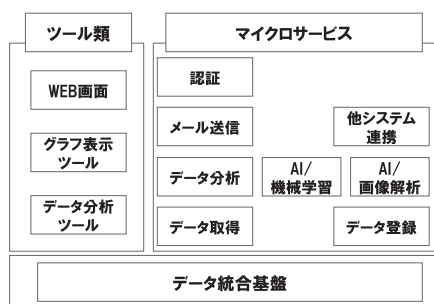 ツール類
WEB画面
グラフ表示
ツール
データ分析
ツール
マイクロサービス
認証
メール送信
他システム
連携
データ分析
AI/
機械学習
AI/
画像解析
データ取得
データ登録
データ統合基盤